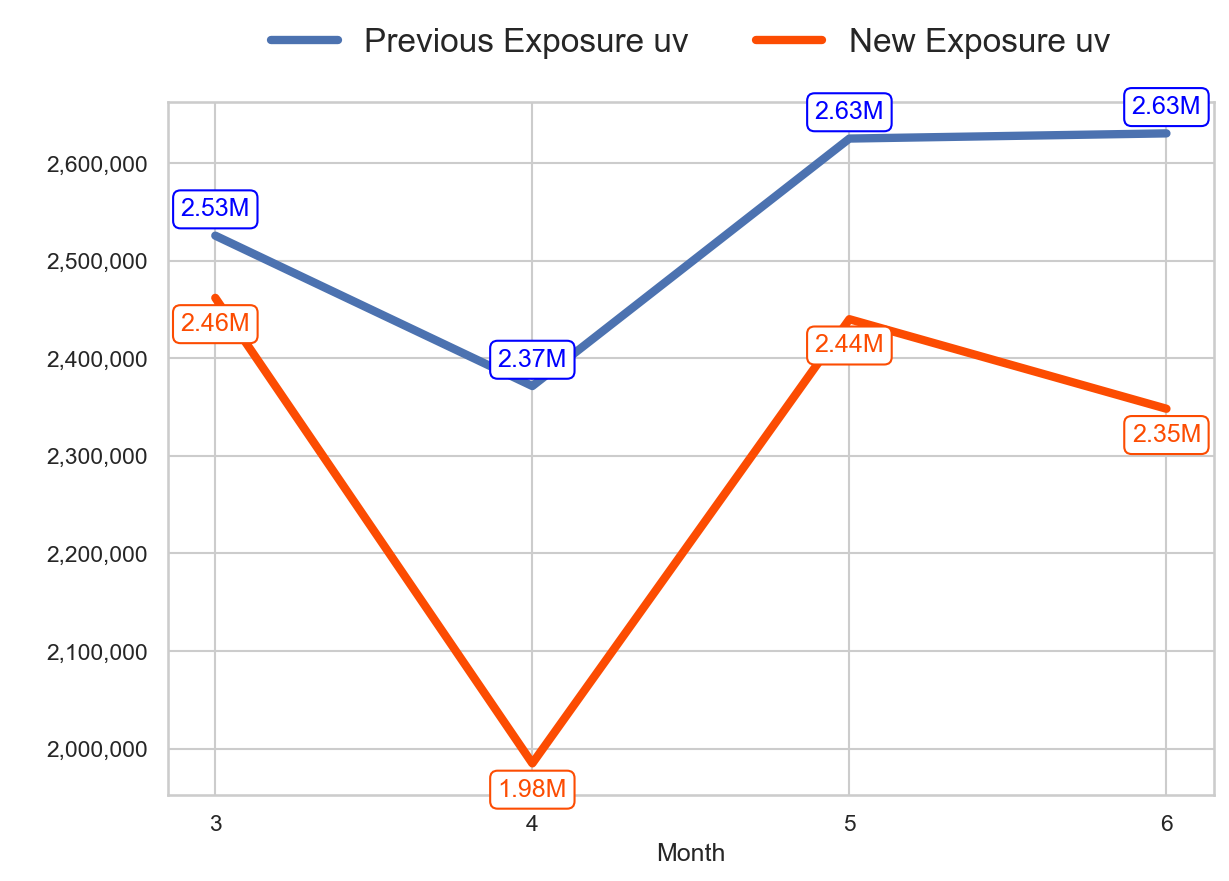 Previous Exposure uv New Exposure uv
2.63M 2.63M
2,600,000
2.53M
2,500,000
2.46M
2.37M
2.44M
2,400,000
2.35M
2,300,000
2,200,000
2,100,000
2,000,000
1.98M
3 4 5 6
Month